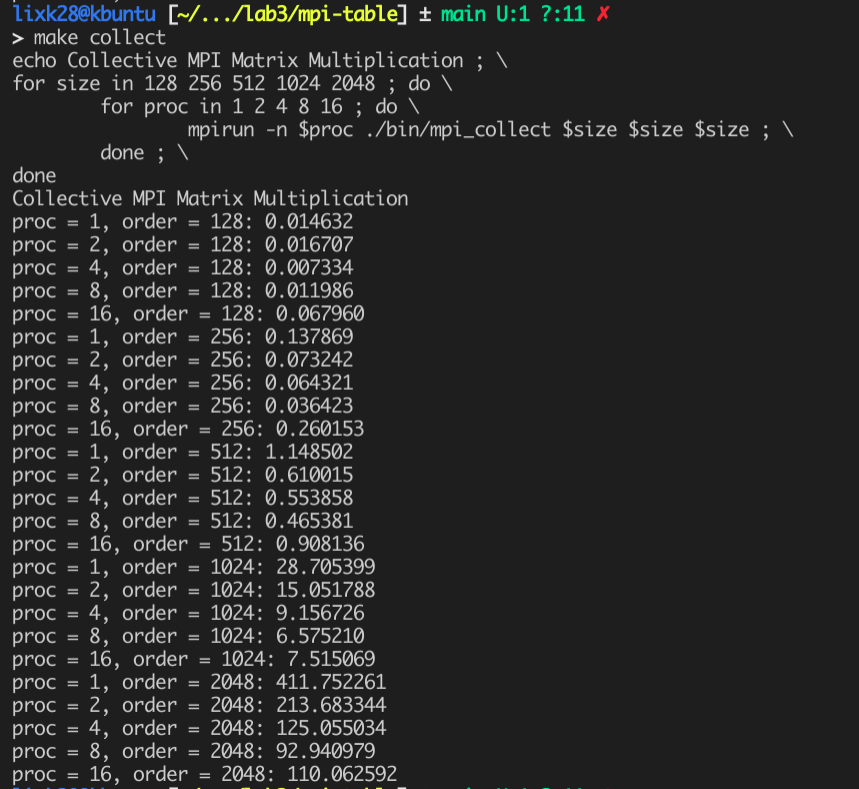 lixk28@kbuntu [~/.../lab3/mpi-table] ± main U:1 ?:11 ✗
> make collect
echo Collective MPI Matrix Multiplication ; \
for size in 128 256 512 1024 2048 ; do \
        for proc in 1 2 4 8 16 ; do \
                mpirun -n $proc ./bin/mpi_collect $size $size $size ; \
        done ; \
done
Collective MPI Matrix Multiplication
proc = 1, order = 128: 0.014632
proc = 2, order = 128: 0.016707
proc = 4, order = 128: 0.007334
proc = 8, order = 128: 0.011986
proc = 16, order = 128: 0.067960
proc = 1, order = 256: 0.137869
proc = 2, order = 256: 0.073242
proc = 4, order = 256: 0.064321
proc = 8, order = 256: 0.036423
proc = 16, order = 256: 0.260153
proc = 1, order = 512: 1.148502
proc = 2, order = 512: 0.610015
proc = 4, order = 512: 0.553858
proc = 8, order = 512: 0.465381
proc = 16, order = 512: 0.908136
proc = 1, order = 1024: 28.705399
proc = 2, order = 1024: 15.051788
proc = 4, order = 1024: 9.156726
proc = 8, order = 1024: 6.575210
proc = 16, order = 1024: 7.515069
proc = 1, order = 2048: 411.752261
proc = 2, order = 2048: 213.683344
proc = 4, order = 2048: 125.055034
proc = 8, order = 2048: 92.940979
proc = 16, order = 2048: 110.062592